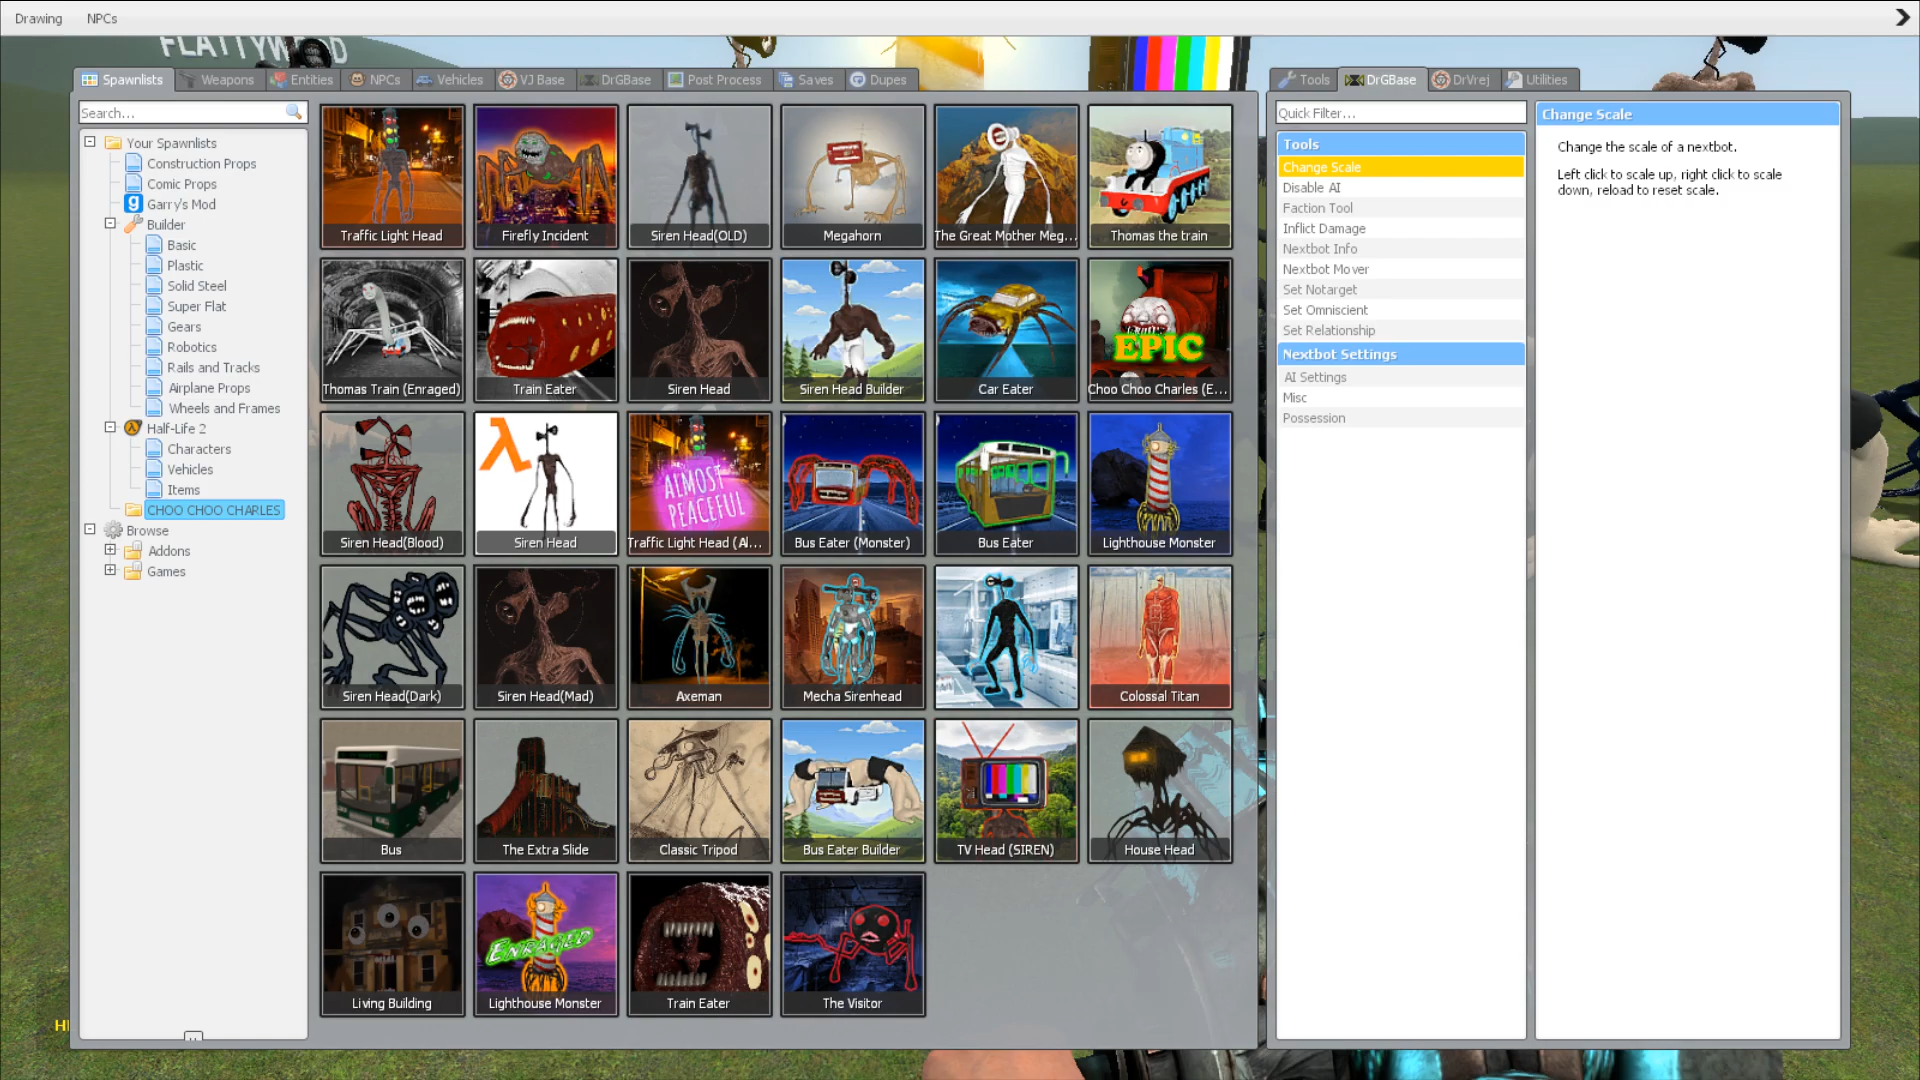 Drawing NPCs
FLATTYWOOD
Spawnlists Weapons Entities NPCs Vehicles VJ Base DrGBase Post Process Saves Dupes
Tools DrGBase DrVrej Utilities
Search...
Your Spawnlists
Construction Props
Comic Props
Garry's Mod
Builder
Basic
Plastic
Solid Steel
Super Flat
Gears
Robotics
Rails and Tracks
Airplane Props
Wheels and Frames
Half-Life 2
Characters
Vehicles
Items
CHOO CHOO CHARLES
Browse
Addons
Games
Traffic Light Head
Firefly Incident
Siren Head(OLD)
Megahorn
The Great Mother Meg...
Thomas the train
Thomas Train (Enraged)
Train Eater
Siren Head
Siren Head Builder
Car Eater
EPIC
Choo Choo Charles (E...
Siren Head(Blood)
Siren Head
ALMOST
PEACEFUL
Traffic Light Head (Al...
Bus Eater (Monster)
Bus Eater
Lighthouse Monster
Siren Head(Dark)
Siren Head(Mad)
Axeman
Mecha Sirenhead
Colossal Titan
Bus
The Extra Slide
Classic Tripod
Bus Eater Builder
TV Head (SIREN)
House Head
Living Building
ENRAGED
Lighthouse Monster
Train Eater
The Visitor
Quick Filter...
Tools
Change Scale
Disable AI
Faction Tool
Inflict Damage
Nextbot Info
Nextbot Mover
Set Notarget
Set Omniscient
Set Relationship
Nextbot Settings
AI Settings
Misc
Possession
Change Scale
Change the scale of a nextbot.
Left click to scale up, right click to scale
down, reload to reset scale.